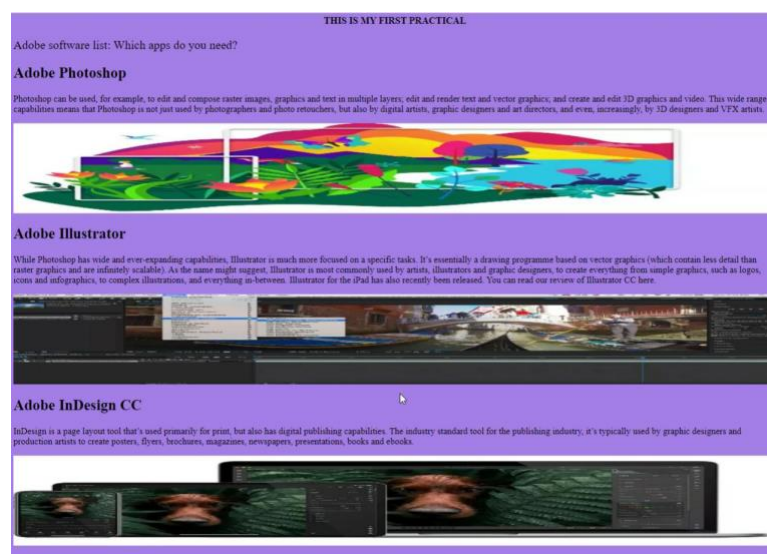 THIS IS MY FIRST PRACTICAL
Adobe software list: Which apps do you need?
Adobe Photoshop
Photoshop can be used, for example, to edit and compose raster images, graphics and text in multiple layers; edit and render text and vector graphics; and create and edit 3D graphics and video. This wide range
capabilities means that Photoshop is not just used by photographers and photo retouchers, but also by digital artists, graphic designers and art directors, and even, increasingly, by 3D designers and VFX artists.
Adobe Illustrator
While Photoshop has wide and ever-expanding capabilities, Illustrator is much more focused on a specific tasks. It's essentially a drawing programme based on vector graphics (which contain less detail than
raster graphics and are infinitely scalable). As the name might suggest, Illustrator is most commonly used by artists, illustrators and graphic designers, to create everything from simple graphics, such as logos,
icons and infographics, to complex illustrations, and everything in-between. Illustrator for the iPad has also recently been released. You can read our review of Illustrator CC here.
Adobe InDesign CC
InDesign is a page layout tool that's used primarily for print, but also has digital publishing capabilities. The industry standard tool for the publishing industry, it's typically used by graphic designers and
production artists to create posters, flyers, brochures, magazines, newspapers, presentations, books and ebooks.